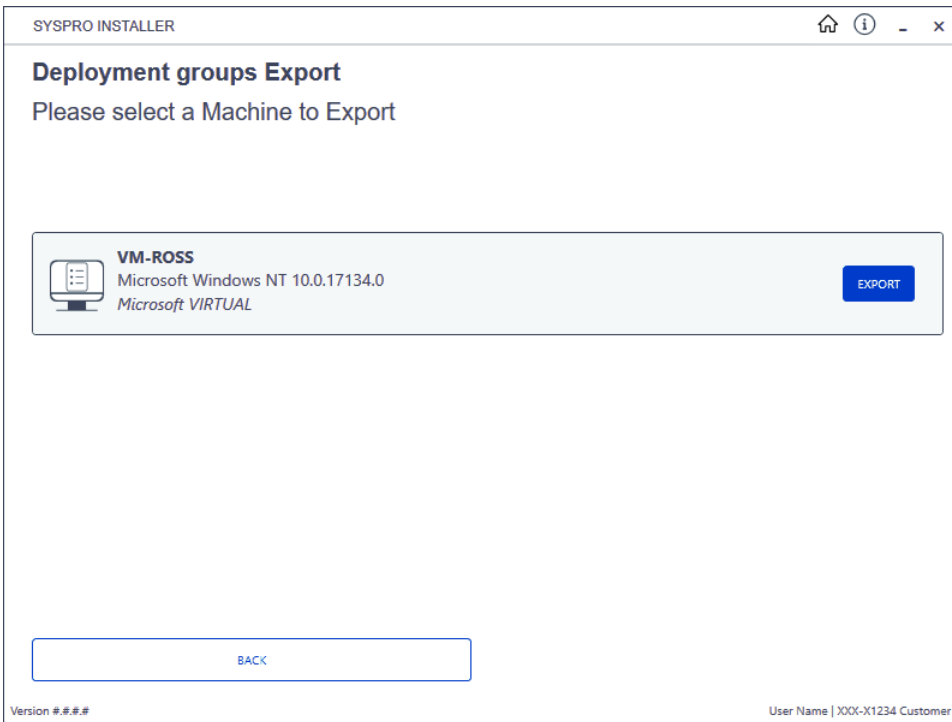 SYSPRO INSTALLER
Deployment groups Export
Please select a Machine to Export
VM-ROSS
Microsoft Windows NT 10.0.17134.0
Microsoft VIRTUAL
EXPORT
BACK
Version #.#.#.#
User Name | XXX-X1234 Customer